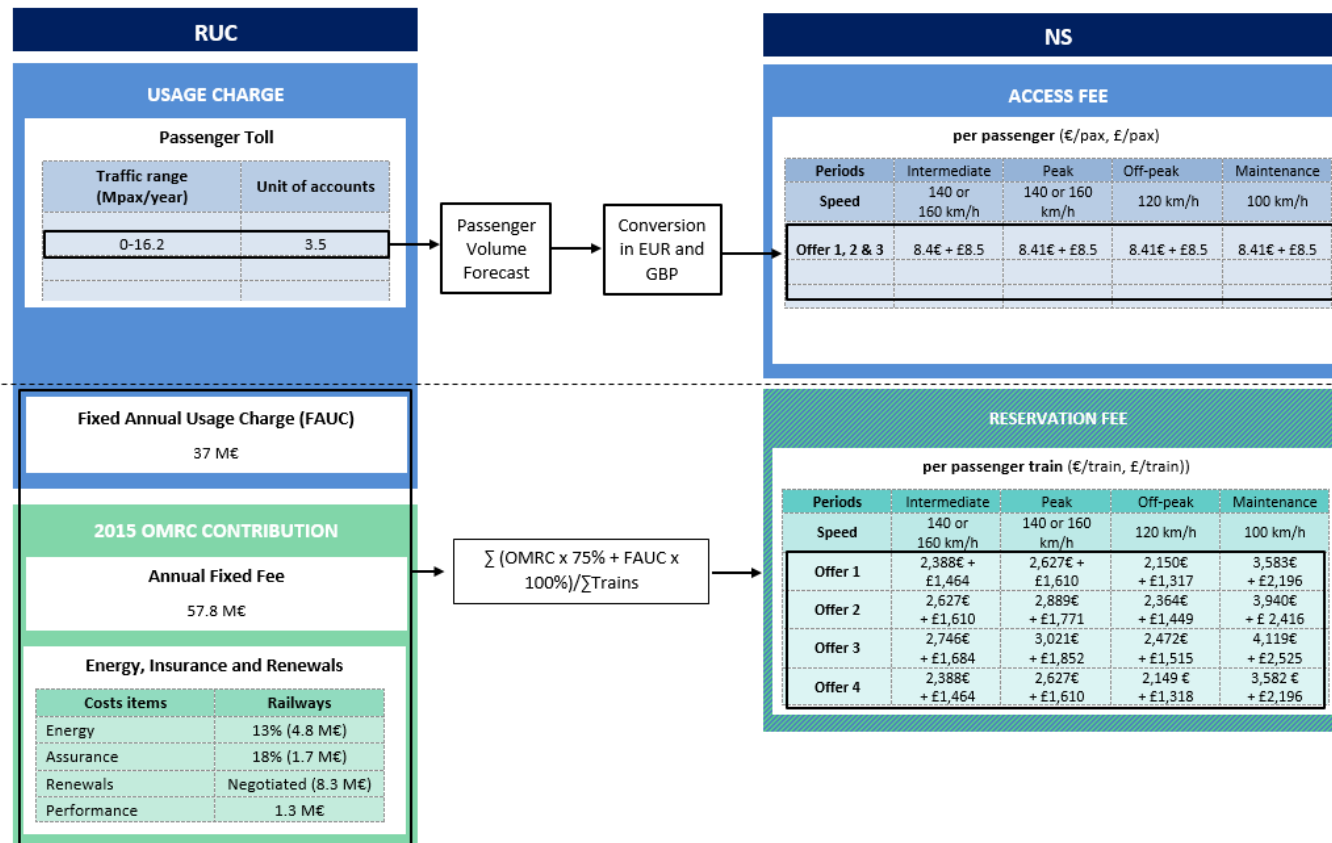 RUC
USAGE CHARGE
Passenger Toll
Traffic range
(Mpax/year)
Unit of accounts
0-16.2
3.5
Passenger
Volume
Forecast
Conversion
in EUR and
GBP
NS
ACCESS FEE
per passenger (€/pax, £/pax)
Periods Intermediate Peak Off-peak Maintenance
Speed
140 or
160 km/h
140 or 160
km/h
120 km/h
100 km/h
Offer 1, 2 & 3 8.4€ + £8.5 8.41€ + £8.5 8.41€ + £8.5 8.41€ + £8.5
Fixed Annual Usage Charge (FAUC)
37 M€
2015 OMRC CONTRIBUTION
Annual Fixed Fee
57.8 M€
Energy, Insurance and Renewals
Costs items Railways
Energy 13% (4.8 M€)
Assurance 18% (1.7 M€)
Renewals Negotiated (8.3 M€)
Performance 1.3 M€
∑ (OMRC x 75% + FAUC x
100%)/∑Trains
RESERVATION FEE
per passenger train (€/train, £/train))
Periods Intermediate Peak Off-peak Maintenance
Speed
140 or
160 km/h
140 or 160
km/h
120 km/h
100 km/h
Offer 1
2,388€ +
£1,464
2,627€ +
£1,610
2,150€
+ £1,317
3,583€
+ £2,196
Offer 2
2,627€
+ £1,610
2,889€
+ £1,771
2,364€
+ £1,449
3,940€
+ £ 2,416
Offer 3
2,746€
+ £1,684
3,021€
+ £1,852
2,472€
+ £1,515
4,119€
+ £2,525
Offer 4
2,388€
+ £1,464
2,627€
+ £1,610
2,149 €
+ £1,318
3,582 €
+ £2,196